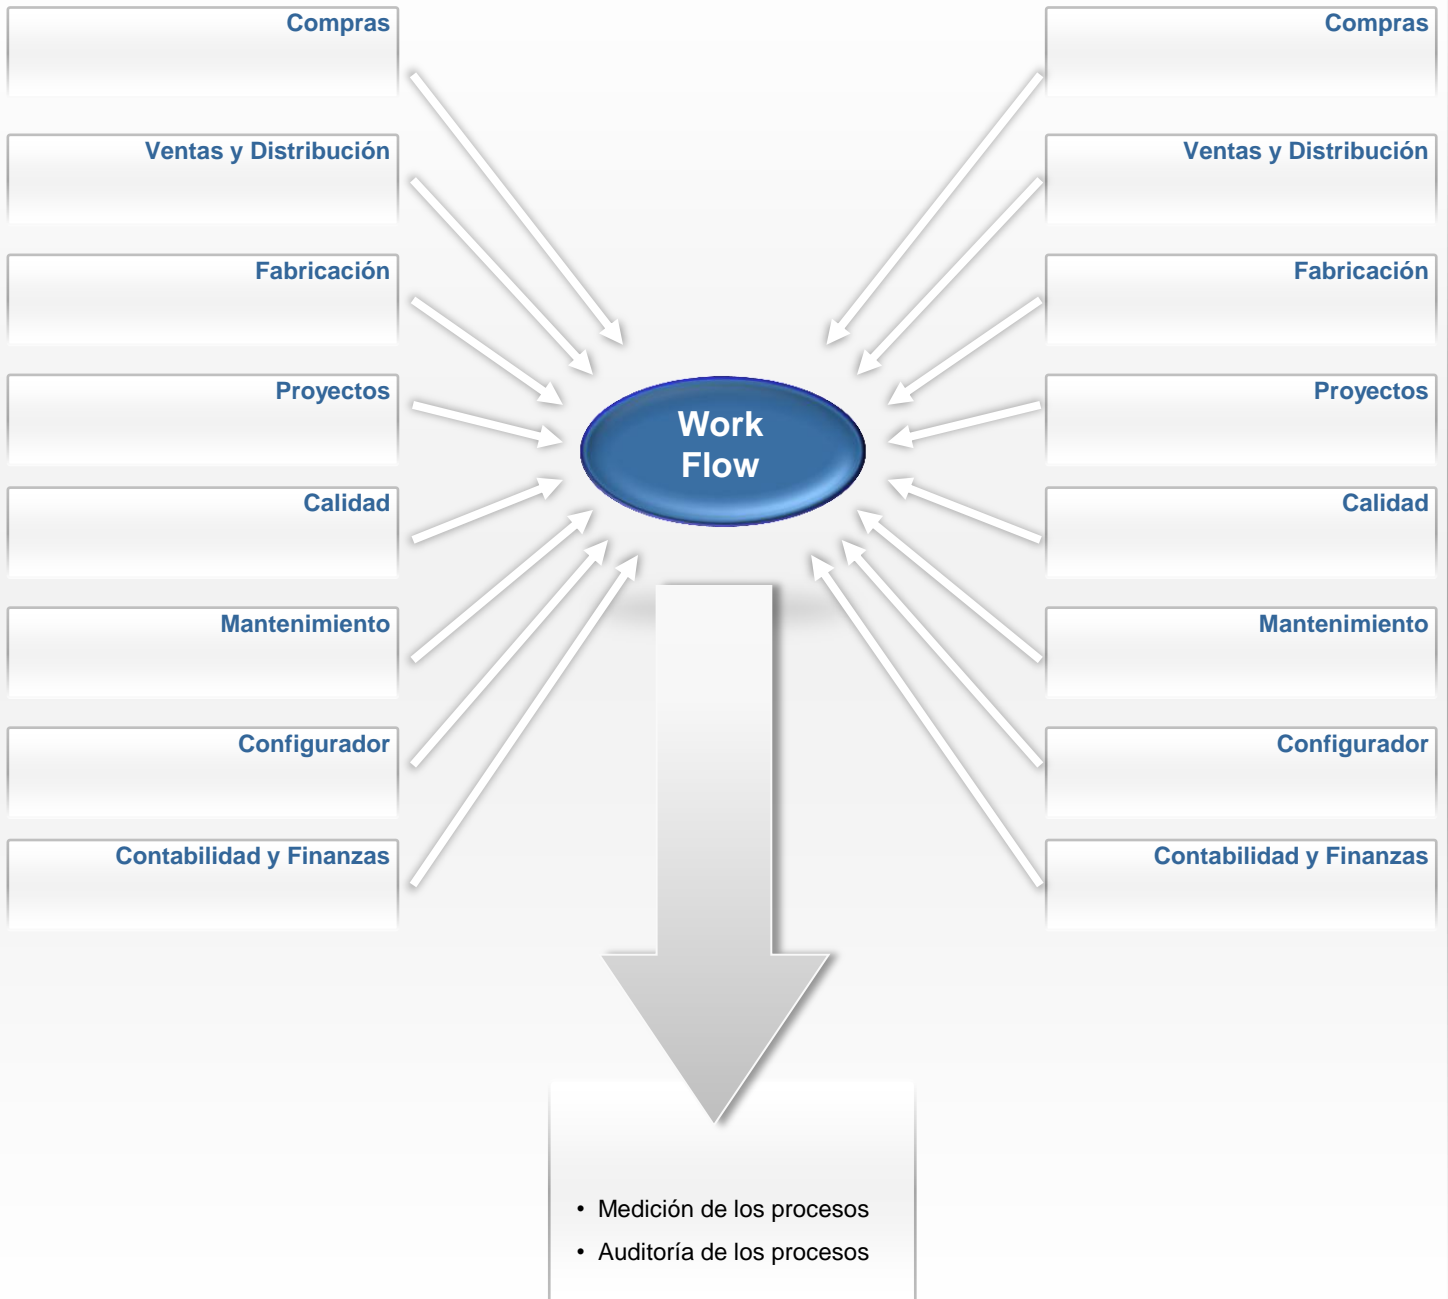 Compras
Ventas y Distribución
Fabricación
Proyectos
Calidad
Mantenimiento
Configurador
Contabilidad y Finanzas
Work
Flow
Compras
Ventas y Distribución
Fabricación
Proyectos
Calidad
Mantenimiento
Configurador
Contabilidad y Finanzas
• Medición de los procesos
• Auditoría de los procesos